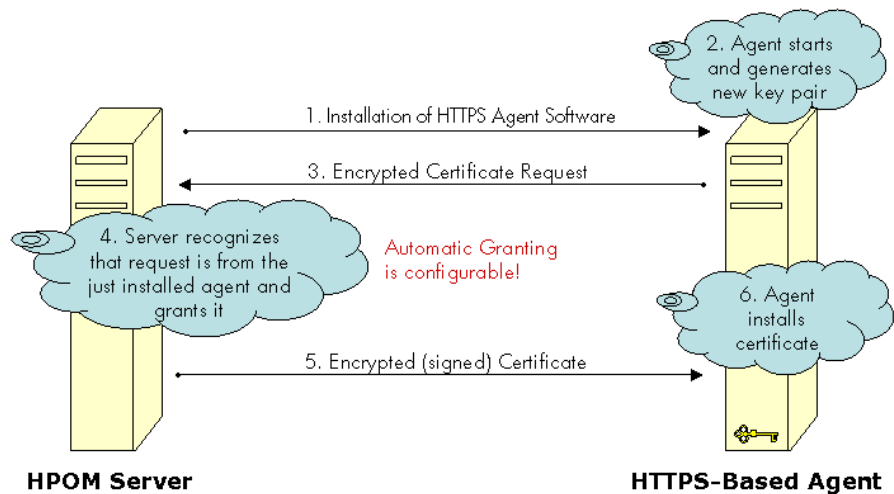 2. Agent starts
and generates
new key pair
1. Installation of HTTPS Agent Software
3. Encrypted Certificate Request
4. Server recognizes
that request is from the
just installed agent and
grants it
Automatic Granting
is configurable!
6. Agent
installs
certificate
5. Encrypted (signed) Certificate
HPOM Server
HTTPS-Based Agent